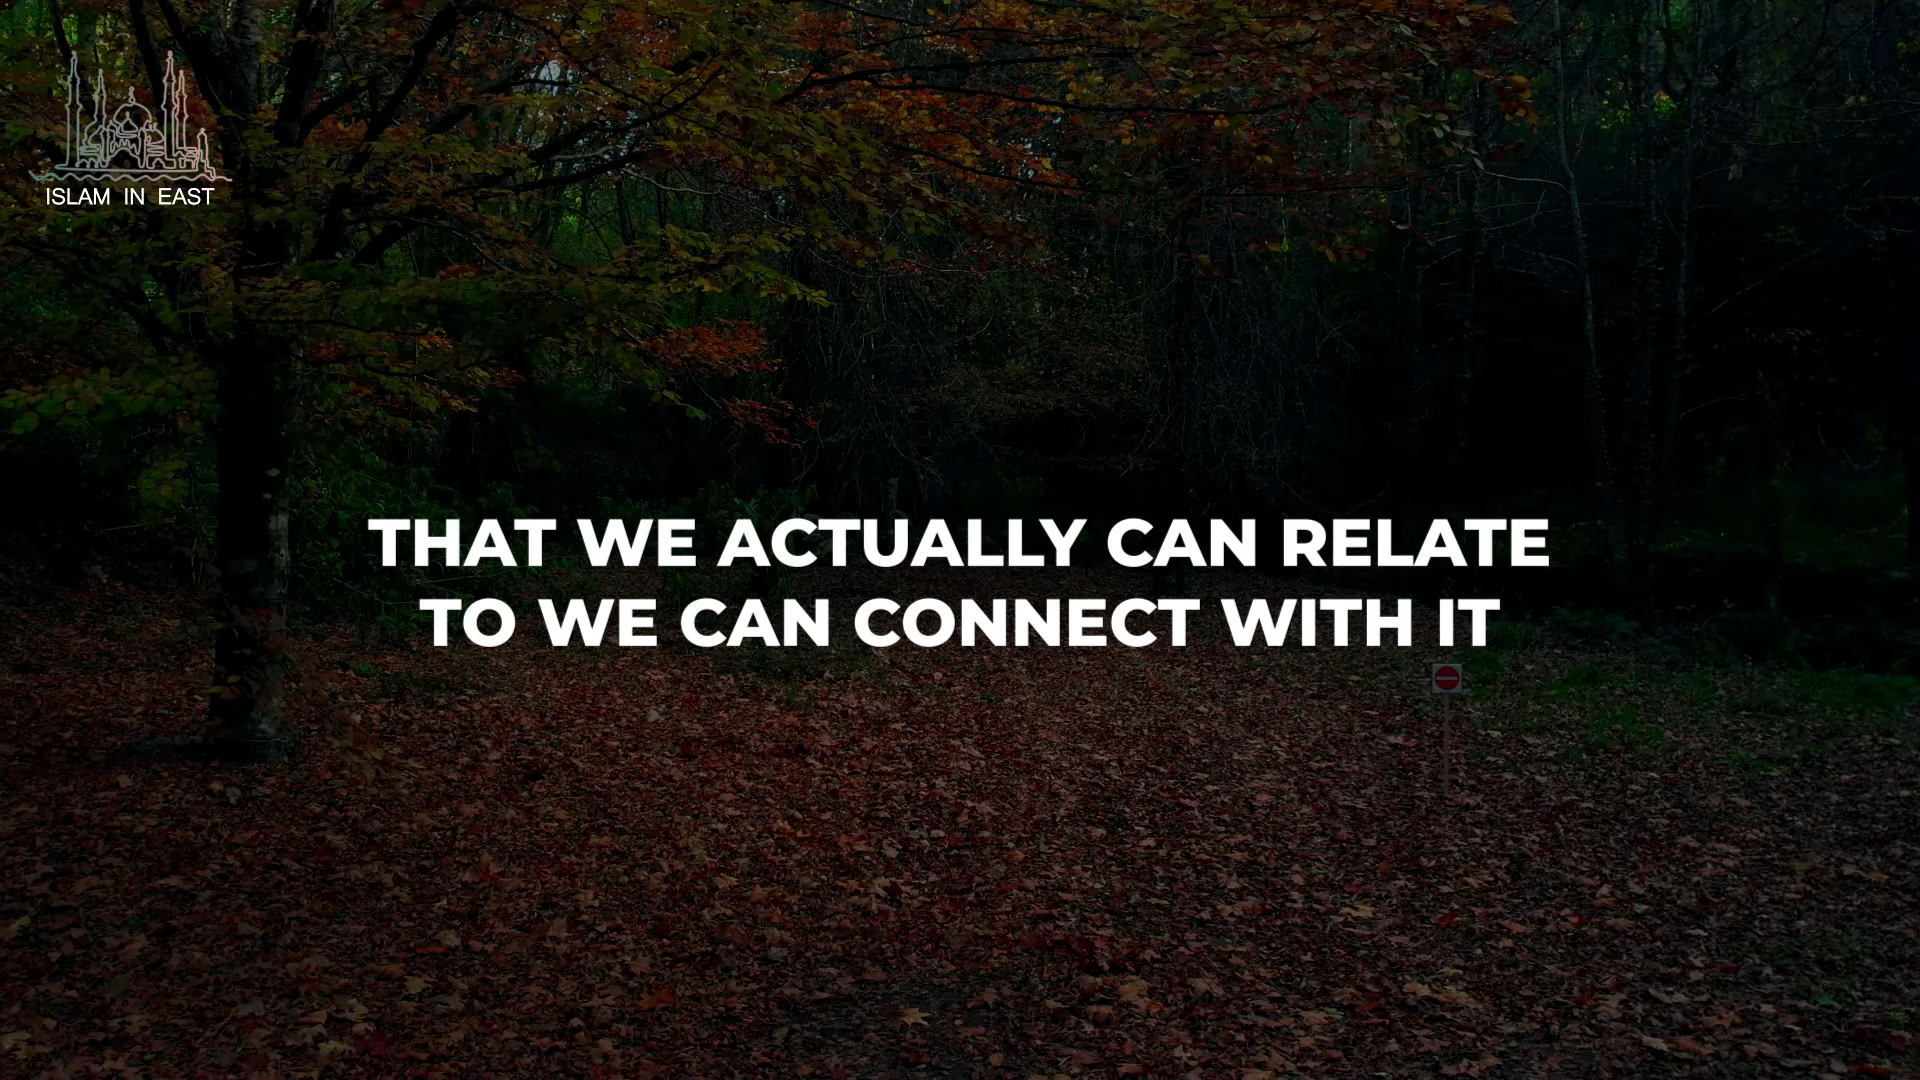 ISLAM IN EAST
THAT WE ACTUALLY CAN RELATE
TO WE CAN CONNECT WITH IT